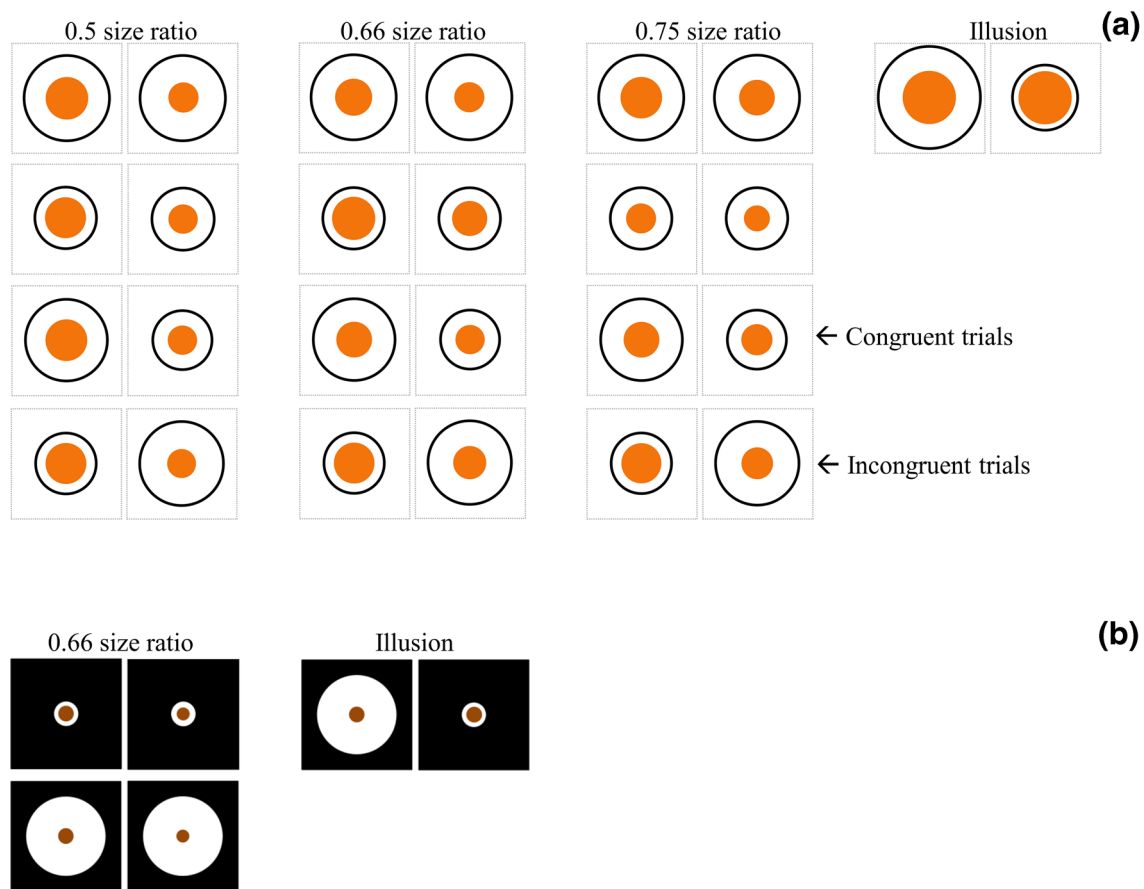 0.5 size ratio 0.66 size ratio 0.75 size ratio Illusion (a)
← Congruent trials
← Incongruent trials
0.66 size ratio Illusion (b)